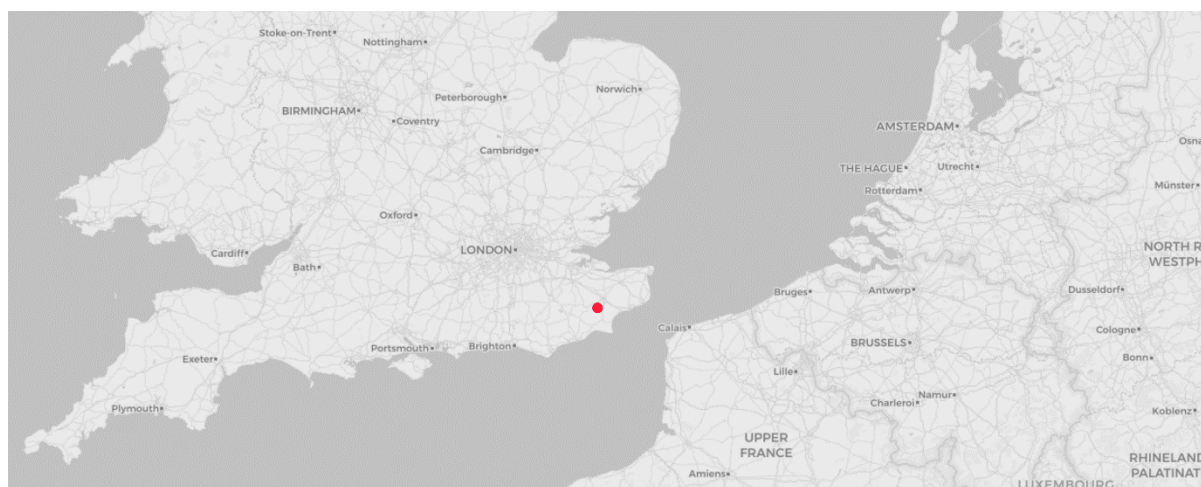 Stoke-on-Trent
Nottingham
Norwich
Peterborough
BIRMINGHAM
Coventry
AMSTERDAM
Cambridge
Osna
THE HAGUE
Utrecht
Rotterdam
Münster
Oxford
LONDON
Cardiff
Bath
NORTH R
WESTPH
Bruges
Antwerp
Dusseldorf
Calais
Cologne
Portsmouth
Brighton
BRUSSELS
Exeter
Bonn
Lille
Plymouth
Charleroi
Namur
Koblenz
UPPER
FRANCE
RHINELAND
PALATINAT
Amiens
LUXEMBOURG